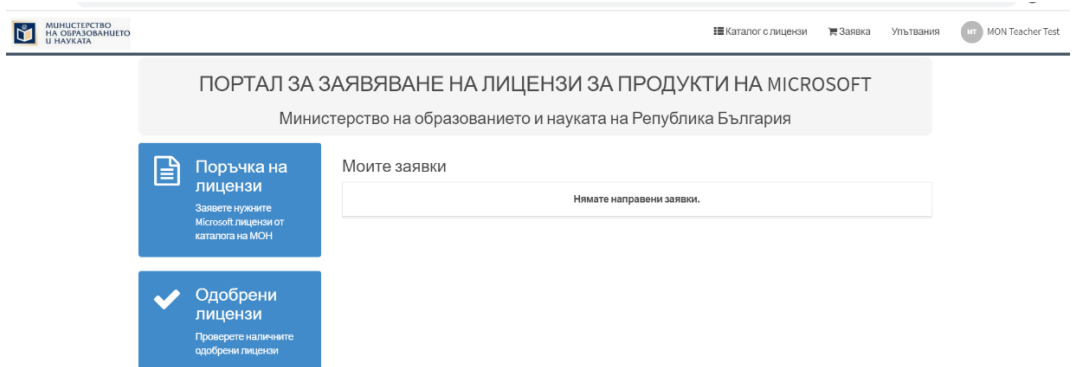 МИНИСТЕРСТВО
НА ОБРАЗОВАНИЕТО
И НАУКАТА
Каталог с лицензи
Заявка
Упътвания
MT
MON Teacher Test
ПОРТАЛ ЗА ЗАЯВЯВАНЕ НА ЛИЦЕНЗИ ЗА ПРОДУКТИ НА MICROSOFT
Министерство на образованието и науката на Република България
Поръчка на
лицензи
Заявете нужните
Microsoft лицензи от
каталога на МОН
Моите заявки
Нямате направени заявки.
Одобрени
лицензи
Проверете наличните
одобрени лицензи